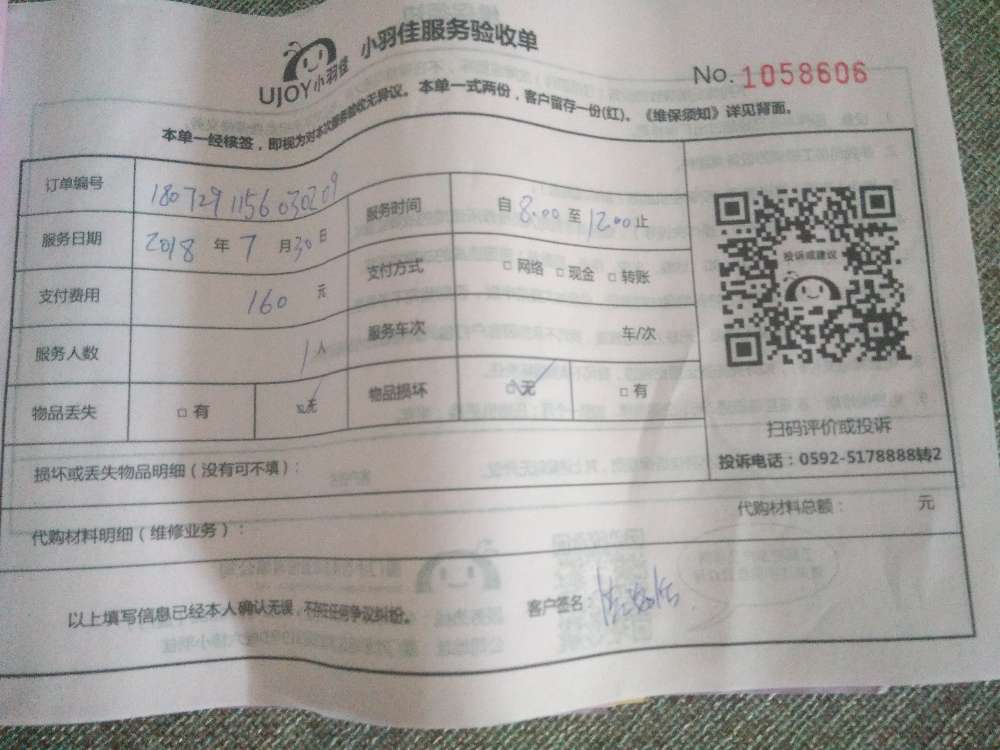 UJOY小羽佳 小羽佳服务验收单
No. 1058606
本单一经核签，即视为对本次服务验收无异议。本单一式两份，客户留存一份(红)。《维保须知》详见背面。
订单编号 1807291156030209 服务时间 自 8:00 至 12:00 止
服务日期 2018 年 7 月 30 日
支付费用 160 元 支付方式 □ 网络 □ 现金 □ 转账
服务人数 1 人 服务车次 车/次
物品丢失 □ 有 ☑无 物品损坏 ☑无 □ 有
投诉或建议
扫码评价或投诉
投诉电话：0592-5178888转2
损坏或丢失物品明细（没有可不填）：
代购材料明细（维修业务）： 代购材料总额： 元
以上填写信息已经本人确认无误，不存在任何争议纠纷。 客户签名